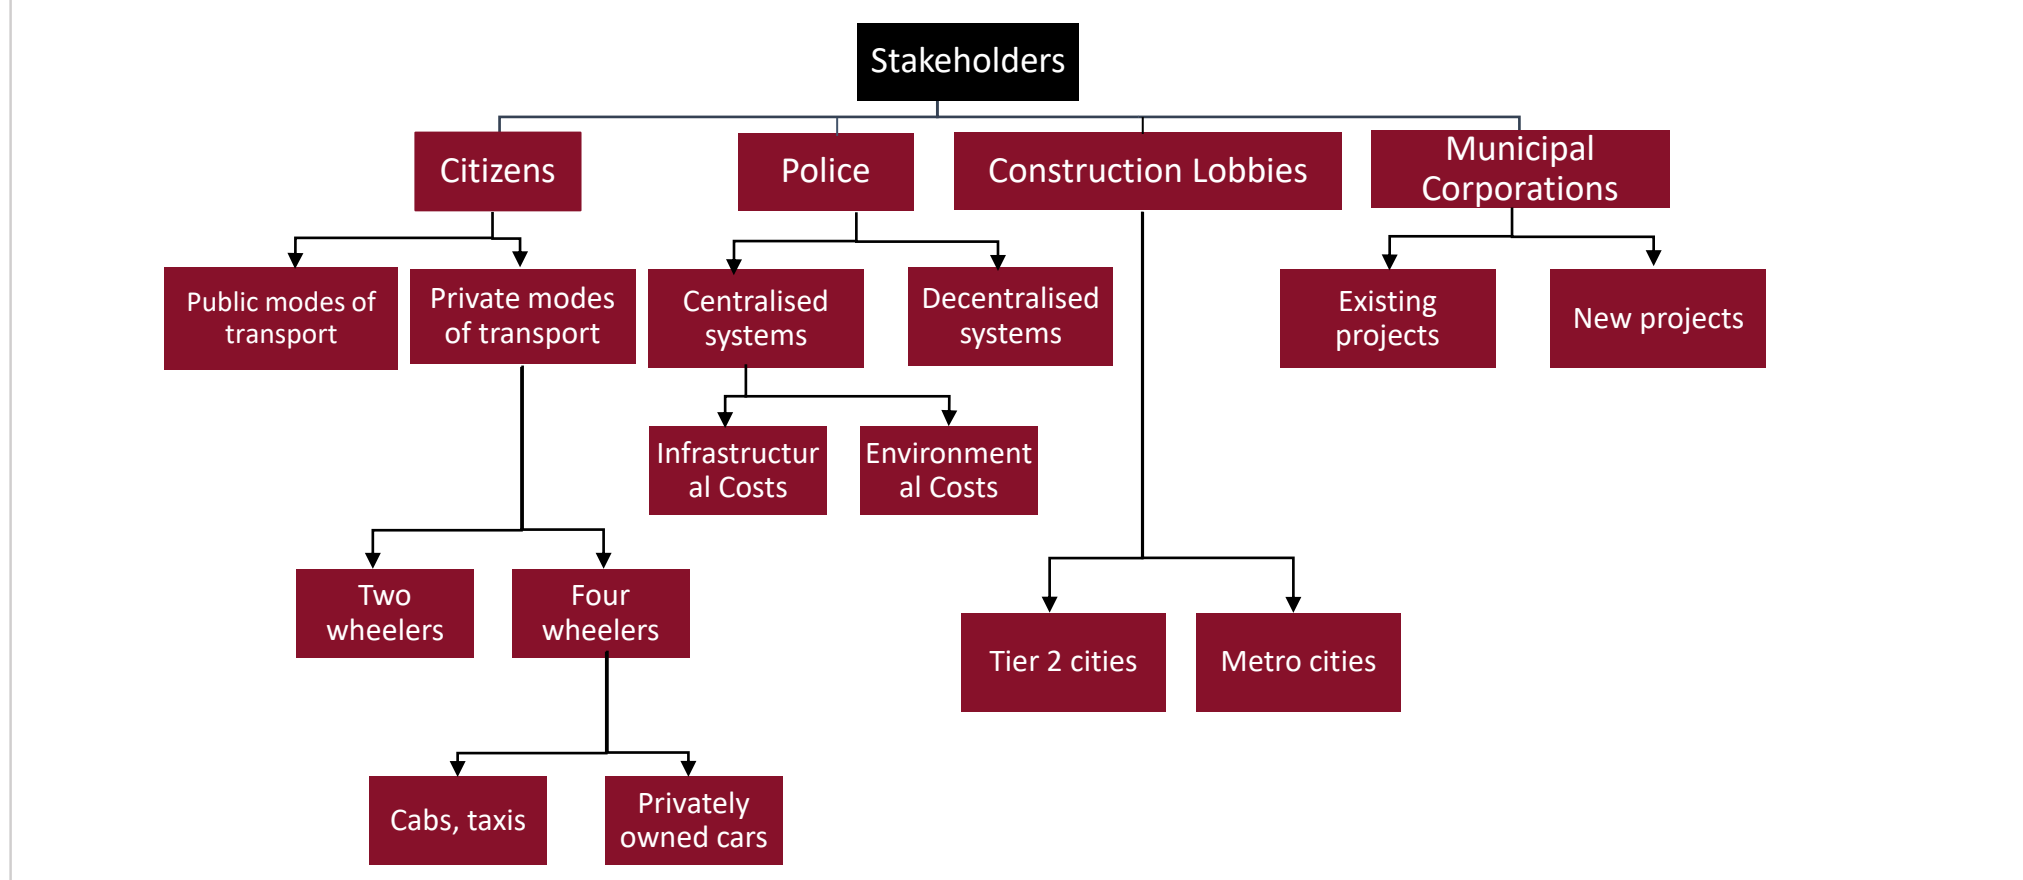 Stakeholders
Citizens
Police
Construction Lobbies
Municipal
Corporations
Public modes of
transport
Private modes
of transport
Centralised
systems
Decentralised
systems
Existing
projects
New projects
Infrastructur
al Costs
Environment
al Costs
Two
wheelers
Four
wheelers
Tier 2 cities
Metro cities
Cabs, taxis
Privately
owned cars